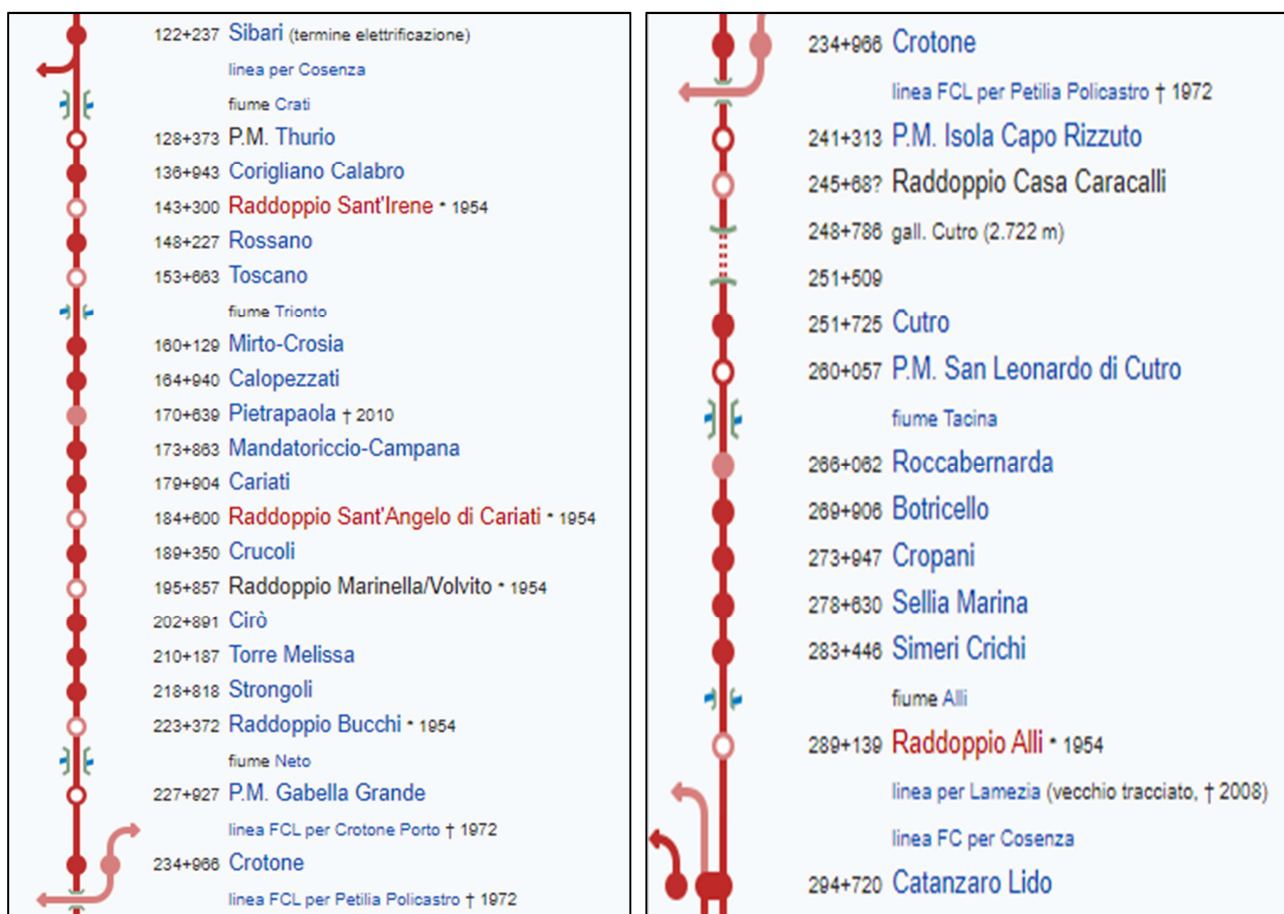 122+237 Sibari (termine elettrificazione)
linea per Cosenza
fiume Crati
128+373 P.M. Thurio
136+943 Corigliano Calabro
143+300 Raddoppio Sant'Irene * 1954
148+227 Rossano
153+663 Toscano
fiume Trionto
160+129 Mirto-Crosia
164+940 Calopezzati
170+639 Pietrapaola † 2010
173+863 Mandatoriccio-Campana
179+904 Cariati
184+600 Raddoppio Sant'Angelo di Cariati * 1954
189+350 Crucoli
195+857 Raddoppio Marinella/Volvito * 1954
202+891 Cirò
210+187 Torre Melissa
218+818 Strongoli
223+372 Raddoppio Bucchi * 1954
fiume Neto
227+927 P.M. Gabella Grande
linea FCL per Crotone Porto † 1972
234+966 Crotone
linea FCL per Petilia Policastro † 1972
234+966 Crotone
linea FCL per Petilia Policastro † 1972
241+313 P.M. Isola Capo Rizzuto
245+68? Raddoppio Casa Caracalli
248+786 gall. Cutro (2.722 m)
251+509
251+725 Cutro
260+057 P.M. San Leonardo di Cutro
fiume Tacina
266+062 Roccabernarda
269+906 Botricello
273+947 Cropani
278+630 Sellia Marina
283+446 Simeri Crichi
fiume Alli
289+139 Raddoppio Alli * 1954
linea per Lamezia (vecchio tracciato, † 2008)
linea FC per Cosenza
294+720 Catanzaro Lido